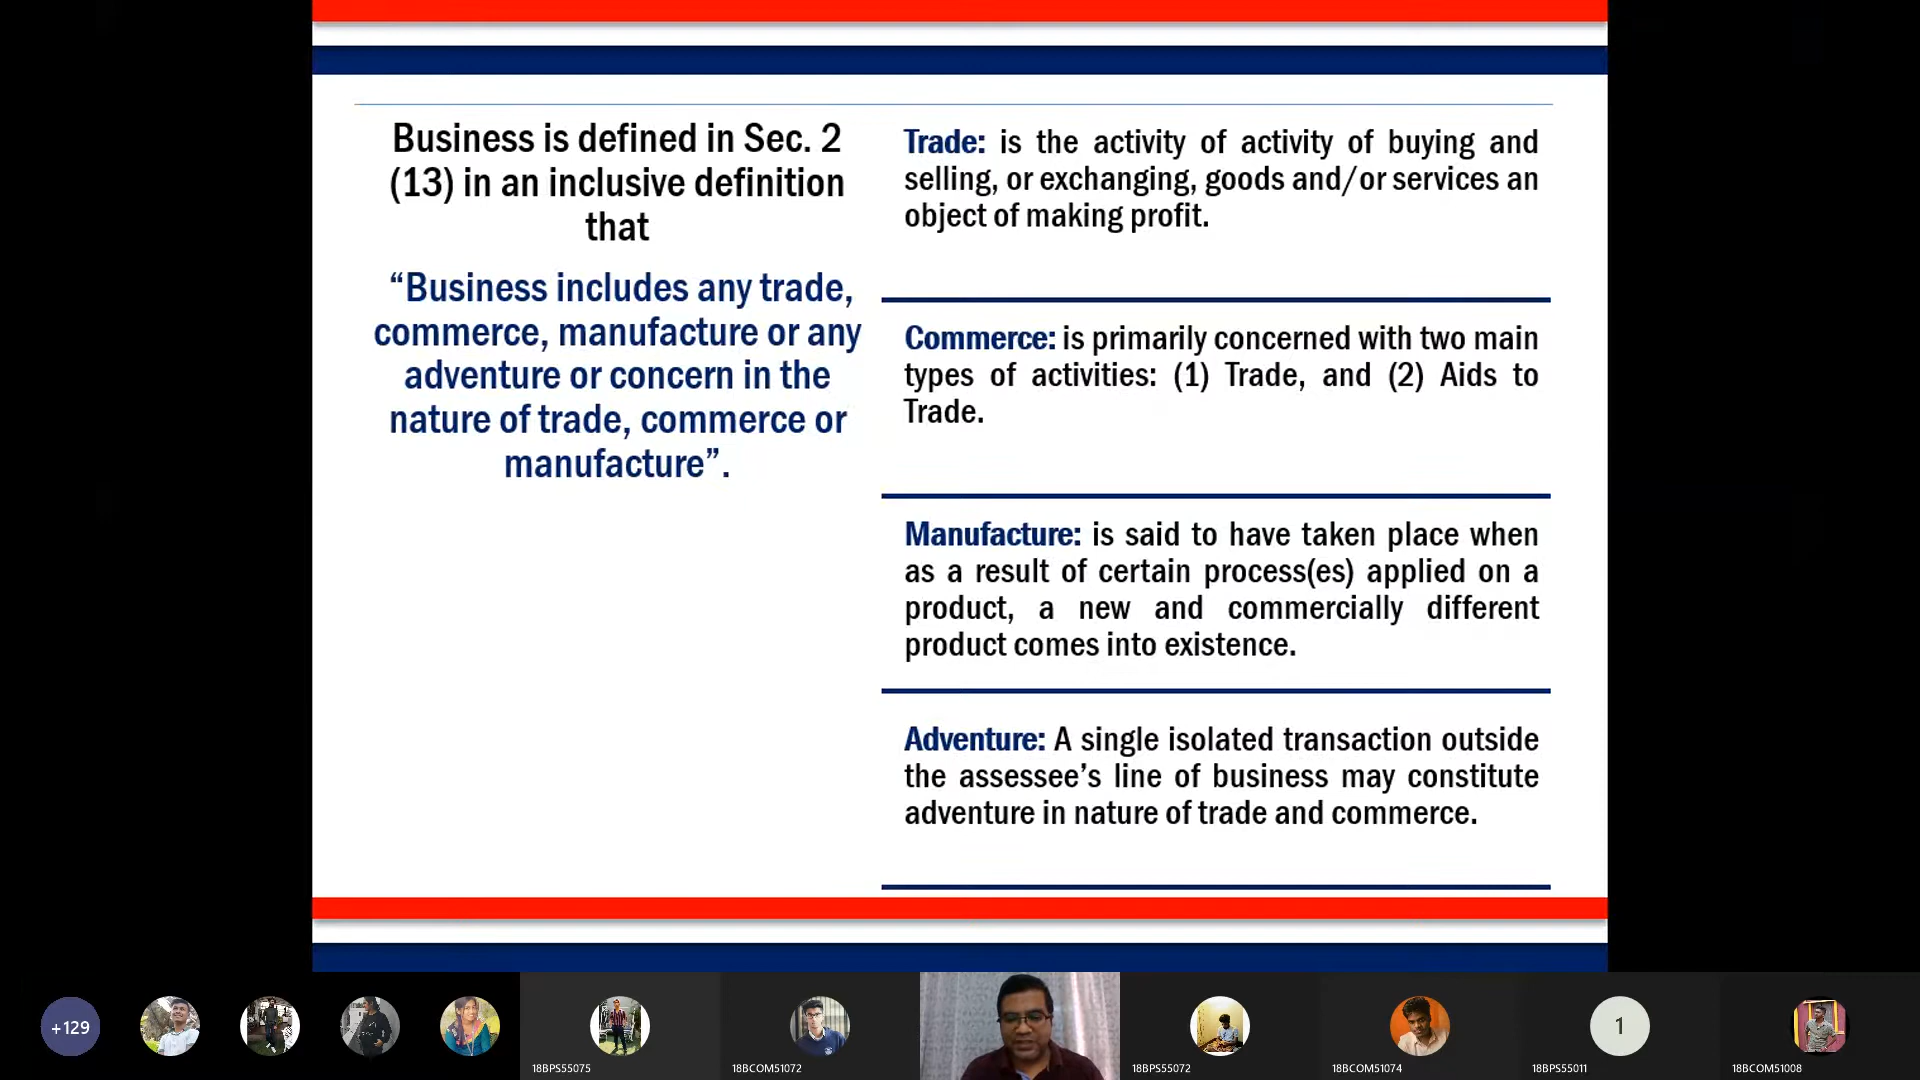 Business is defined in Sec. 2
(13) in an inclusive definition
that
“Business includes any trade,
commerce, manufacture or any
adventure or concern in the
nature of trade, commerce or
manufacture”.
Trade: is the activity of activity of buying and
selling, or exchanging, goods and/or services an
object of making profit.
Commerce: is primarily concerned with two main
types of activities: (1) Trade, and (2) Aids to
Trade.
Manufacture: is said to have taken place when
as a result of certain process(es) applied on a
product, a new and commercially different
product comes into existence.
Adventure: A single isolated transaction outside
the assessee’s line of business may constitute
adventure in nature of trade and commerce.
+129
1
18BPS55075
18BCOM51072
18BPS55072
18BCOM51074
18BPS55011
18BCOM51008